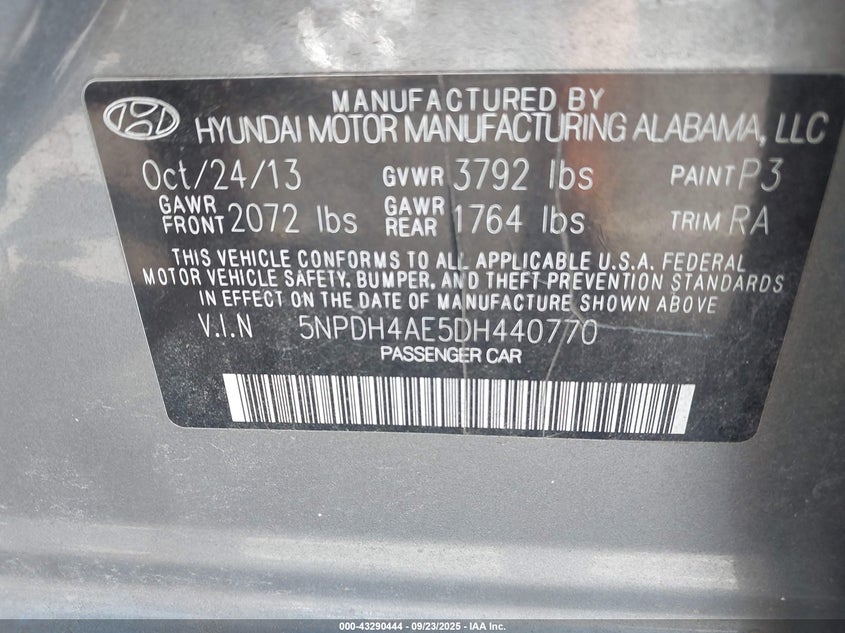 MANUFACTURED BY
HYUNDAI MOTOR MANUFACTURING ALABAMA, LLC
Oct/24/13 GVWR 3792 lbs PAINT P3
GAWR FRONT 2072 lbs GAWR REAR 1764 lbs TRIM RA
THIS VEHICLE CONFORMS TO ALL APPLICABLE U.S.A. FEDERAL
MOTOR VEHICLE SAFETY, BUMPER, AND THEFT PREVENTION STANDARDS
IN EFFECT ON THE DATE OF MANUFACTURE SHOWN ABOVE
V.I.N 5NPDH4AE5DH440770
PASSENGER CAR
000-43290444 - 09/23/2025 - IAA Inc.